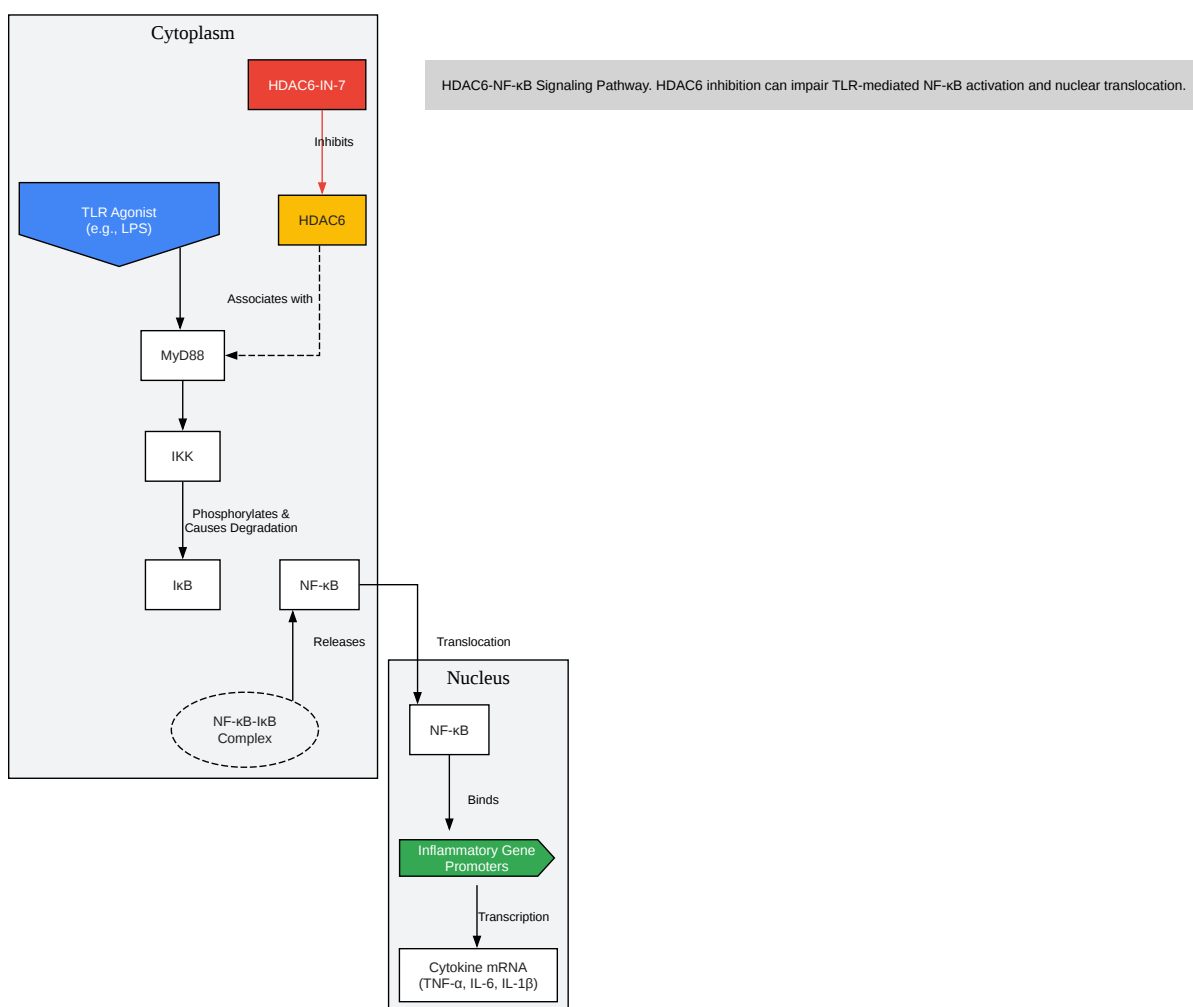 Cytoplasm
HDAC6-IN-7
HDAC6-NF-κB Signaling Pathway. HDAC6 inhibition can impair TLR-mediated NF-κB activation and nuclear translocation.
Inhibits
TLR Agonist
(e.g., LPS)
HDAC6
Associates with
MyD88
IKK
Phosphorylates &
Causes Degradation
IκB
NF-κB
Releases
Translocation
NF-κB-IκB
Complex
Nucleus
NF-κB
Binds
Inflammatory Gene
Promoters
Transcription
Cytokine mRNA
(TNF-α, IL-6, IL-1β)